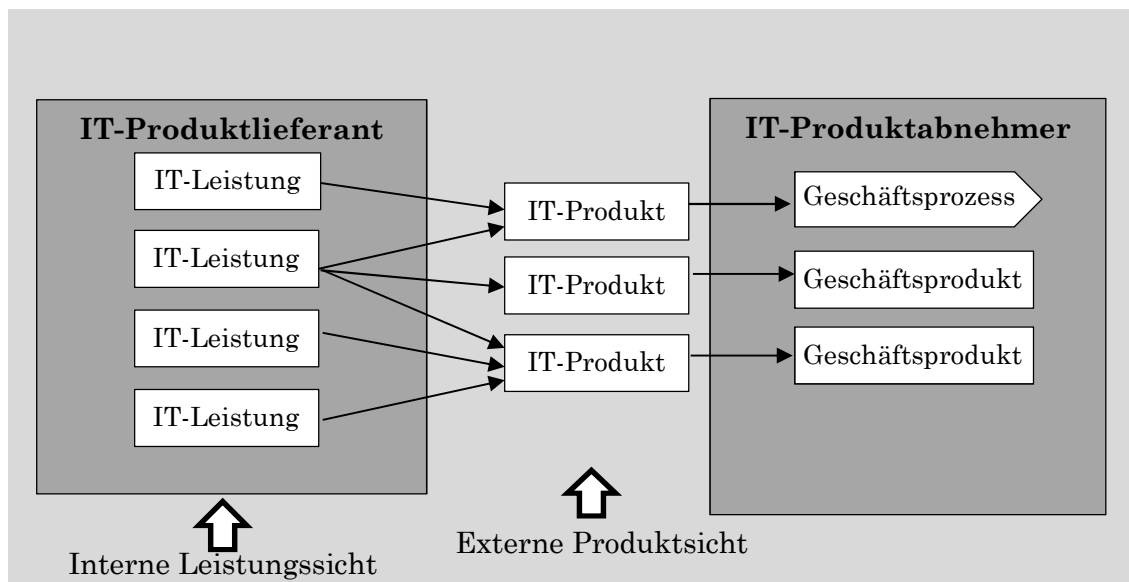 IT-Produktlieferant
IT-Leistung
IT-Leistung
IT-Leistung
IT-Leistung
IT-Produkt
IT-Produkt
IT-Produkt
IT-Produktabnehmer
Geschäftsprozess
Geschäftsprodukt
Geschäftsprodukt
Interne Leistungssicht
Externe Produktsicht